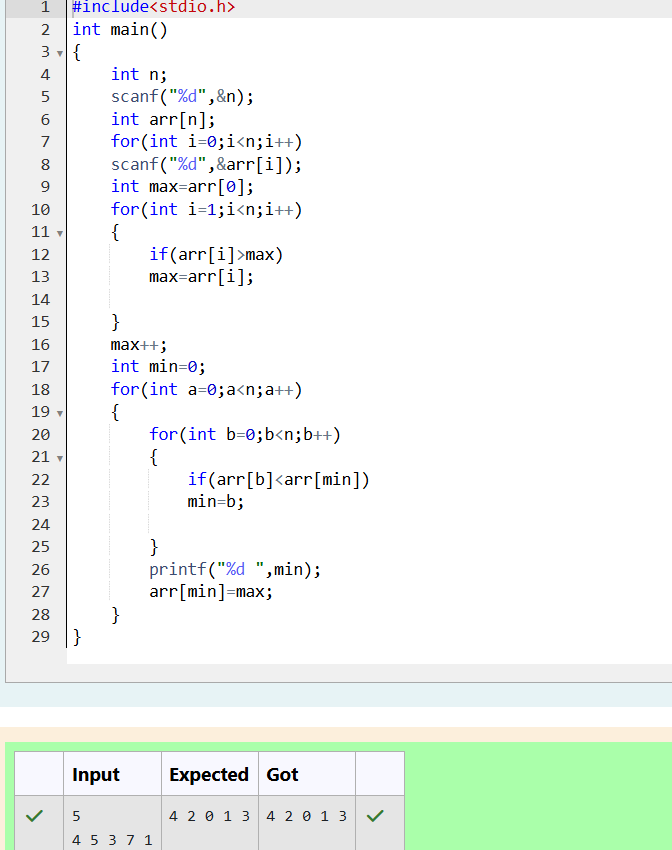 1 #include<stdio.h>
2 int main()
3 {
4     int n;
5     scanf("%d",&n);
6     int arr[n];
7     for(int i=0;i<n;i++)
8     scanf("%d",&arr[i]);
9     int max=arr[0];
10     for(int i=1;i<n;i++)
11     {
12         if(arr[i]>max)
13         max=arr[i];
14
15     }
16     max++;
17     int min=0;
18     for(int a=0;a<n;a++)
19     {
20         for(int b=0;b<n;b++)
21         {
22             if(arr[b]<arr[min])
23             min=b;
24
25         }
26         printf("%d ",min);
27         arr[min]=max;
28     }
29 }
Input Expected Got
5 4 2 0 1 3 4 2 0 1 3
4 5 3 7 1